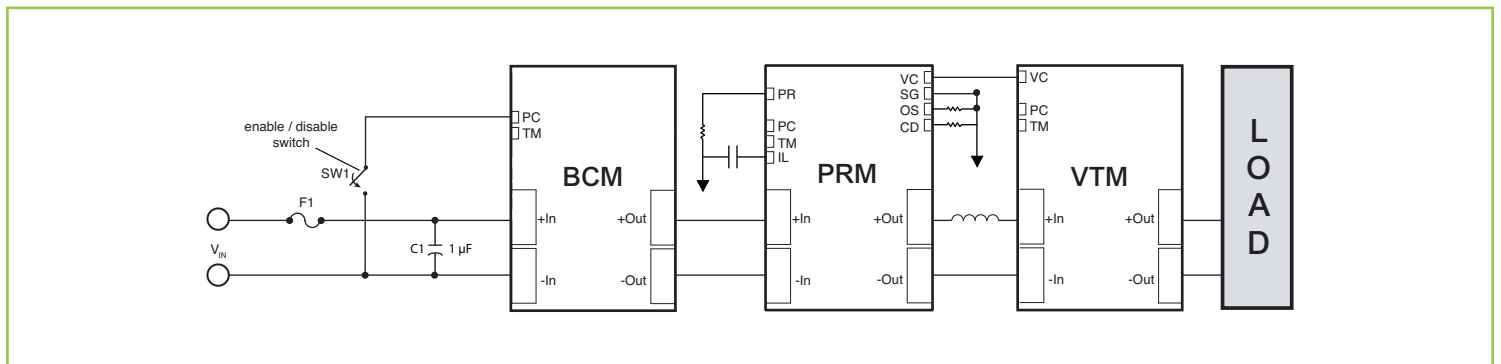 enable / disable
switch
SW1
F1
V_IN
C1 1 µF
PC
TM
BCM
+In
-In
+Out
-Out
PR
PC
TM
IL
PRM
VC
SG
OS
CD
+In
-In
+Out
-Out
VC
PC
TM
VTM
+In
-In
+Out
-Out
L
O
A
D